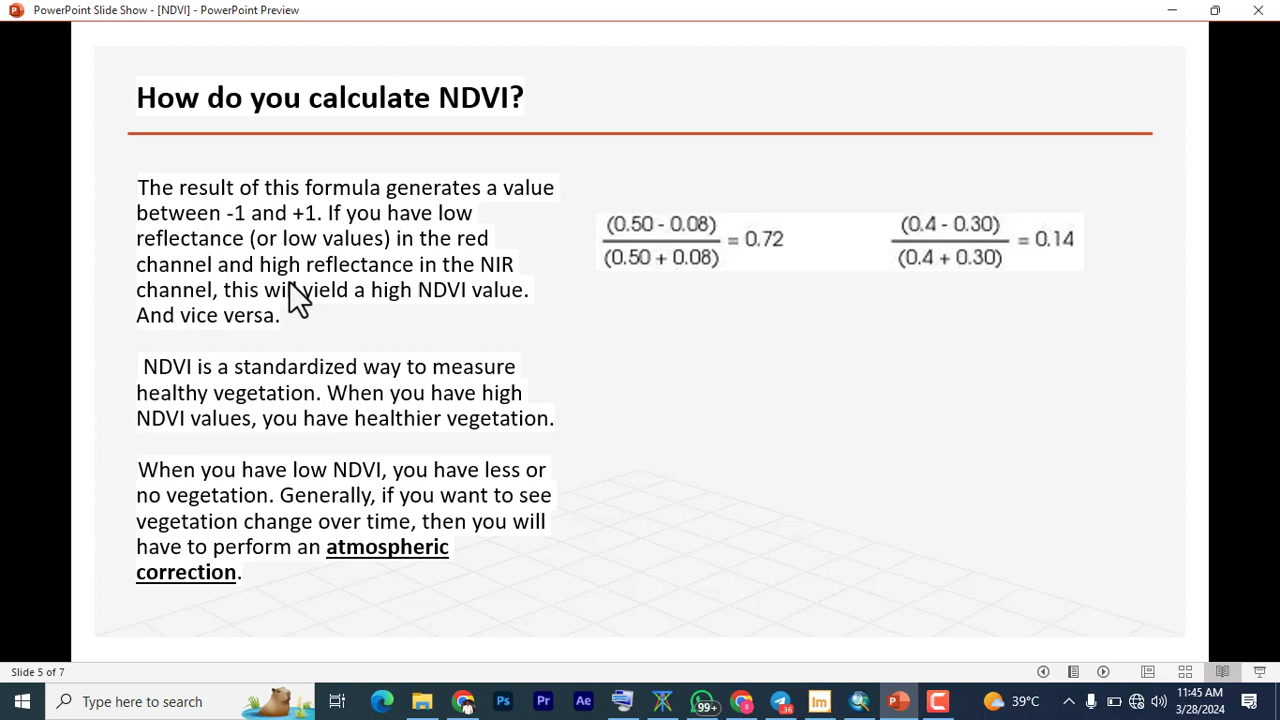 PowerPoint Slide Show - [NDVI] - PowerPoint Preview
How do you calculate NDVI?
The result of this formula generates a value
between -1 and +1. If you have low
reflectance (or low values) in the red
channel and high reflectance in the NIR
channel, this will yield a high NDVI value.
And vice versa.
(0.50 - 0.08)
(0.50 + 0.08)
= 0.72
(0.4 - 0.30)
(0.4 + 0.30)
= 0.14
NDVI is a standardized way to measure
healthy vegetation. When you have high
NDVI values, you have healthier vegetation.
When you have low NDVI, you have less or
no vegetation. Generally, if you want to see
vegetation change over time, then you will
have to perform an atmospheric
correction.
Slide 5 of 7
Type here to search
Ps
Pr
Ae
99+
36
Im
39°C
11:45 AM
3/28/2024